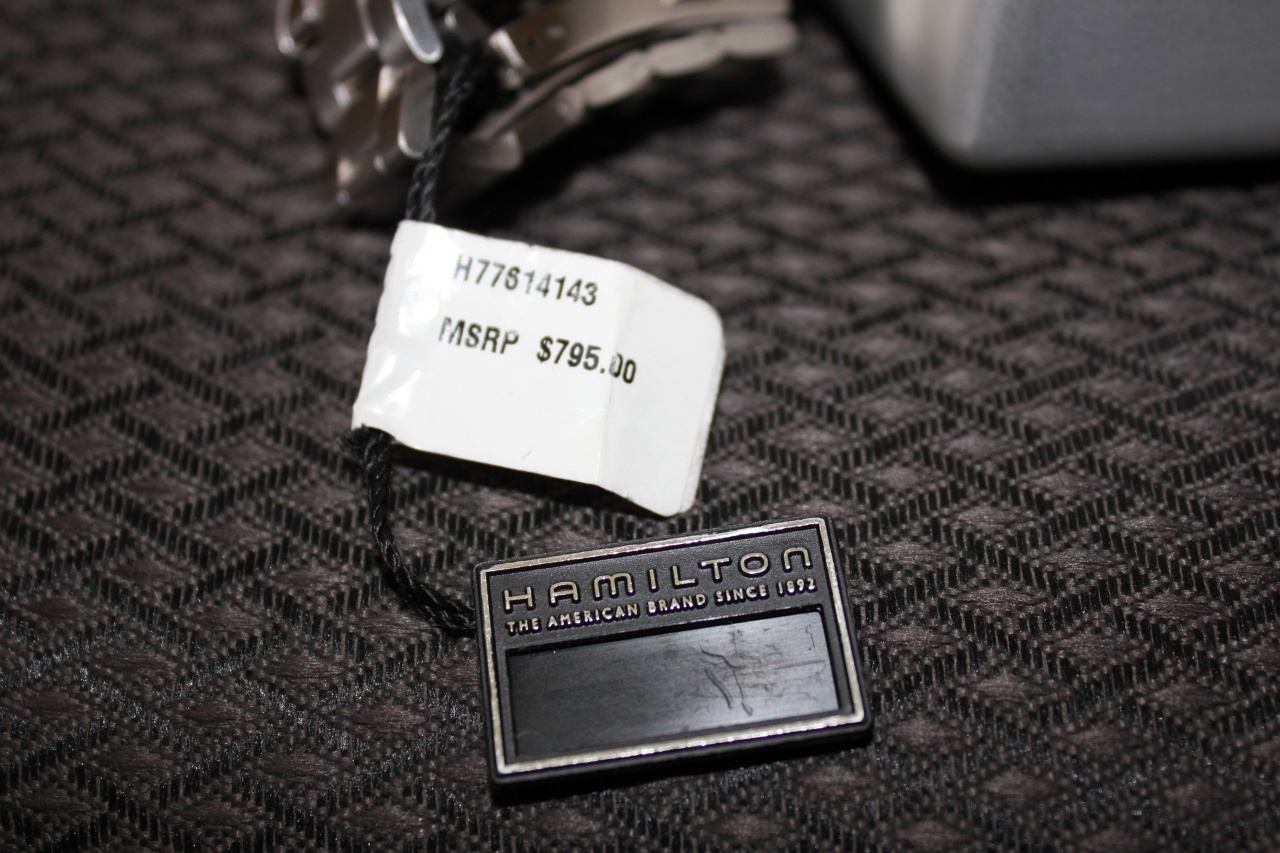 H77614143
MSRP $795.00
HAMILTON
THE AMERICAN BRAND SINCE 1892